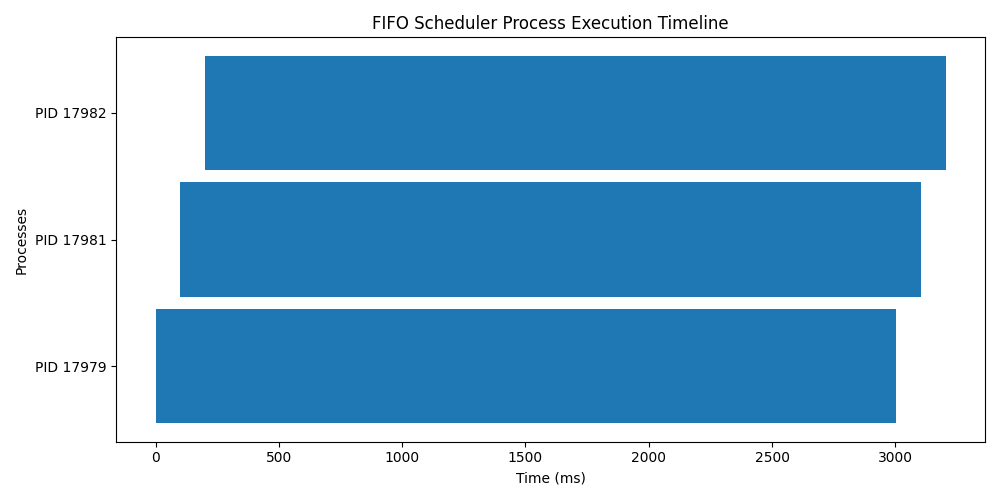 FIFO Scheduler Process Execution Timeline
Processes
PID 17982
PID 17981
PID 17979
0 500 1000 1500 2000 2500 3000
Time (ms)